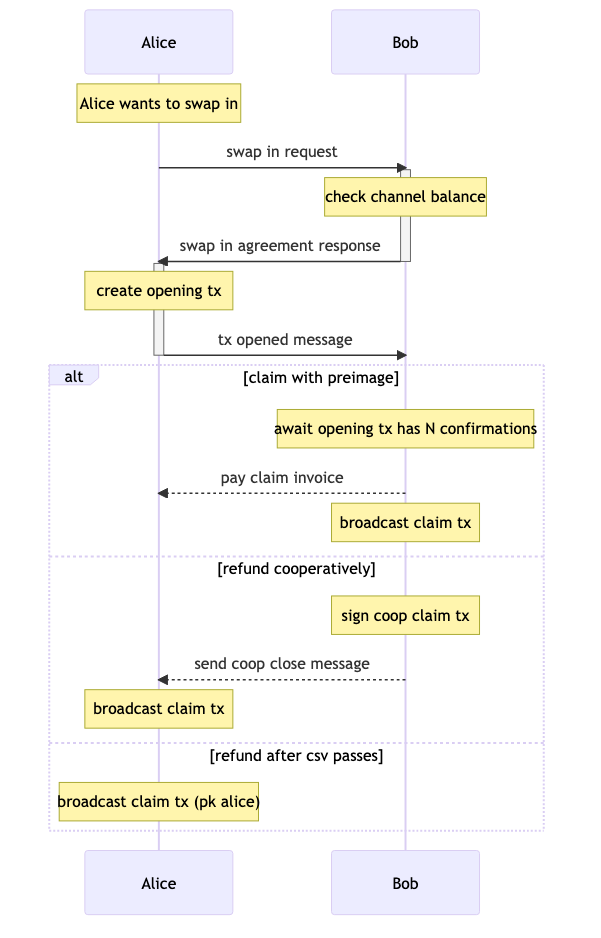 Alice
Bob
Alice wants to swap in
swap in request
check channel balance
swap in agreement response
create opening tx
tx opened message
alt
[claim with preimage]
await opening tx has N confirmations
pay claim invoice
broadcast claim tx
[refund cooperatively]
sign coop claim tx
send coop close message
broadcast claim tx
[refund after csv passes]
broadcast claim tx (pk alice)
Alice
Bob